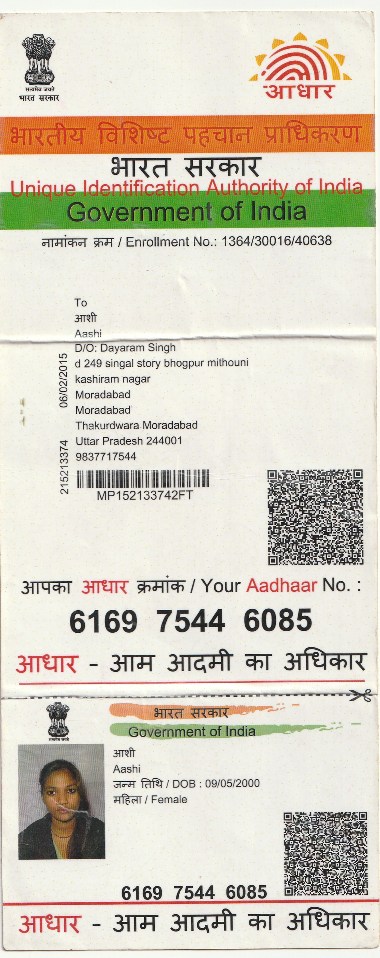 सत्यमेव जयते
भारत सरकार
आधार
भारतीय विशिष्ट पहचान प्राधिकरण
भारत सरकार
Unique Identification Authority of India
Government of India
नामांकन क्रम / Enrollment No.: 1364/30016/40638
To
आशी
Aashi
D/O: Dayaram Singh
d 249 singal story bhogpur mithouni
kashiram nagar
Moradabad
Moradabad
Thakurdwara Moradabad
Uttar Pradesh 244001
9837717544
06/02/2015
215213374
MP152133742FT
आपका आधार क्रमांक / Your Aadhaar No. :
6169 7544 6085
आधार - आम आदमी का अधिकार
भारत सरकार
Government of India
आशी
Aashi
जन्म तिथि / DOB : 09/05/2000
महिला / Female
6169 7544 6085
आधार - आम आदमी का अधिकार